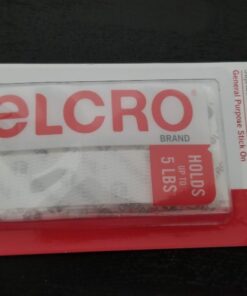 eLCRO®
BRAND
HOLDS
UP TO
5 LBS
General Purpose Stick On